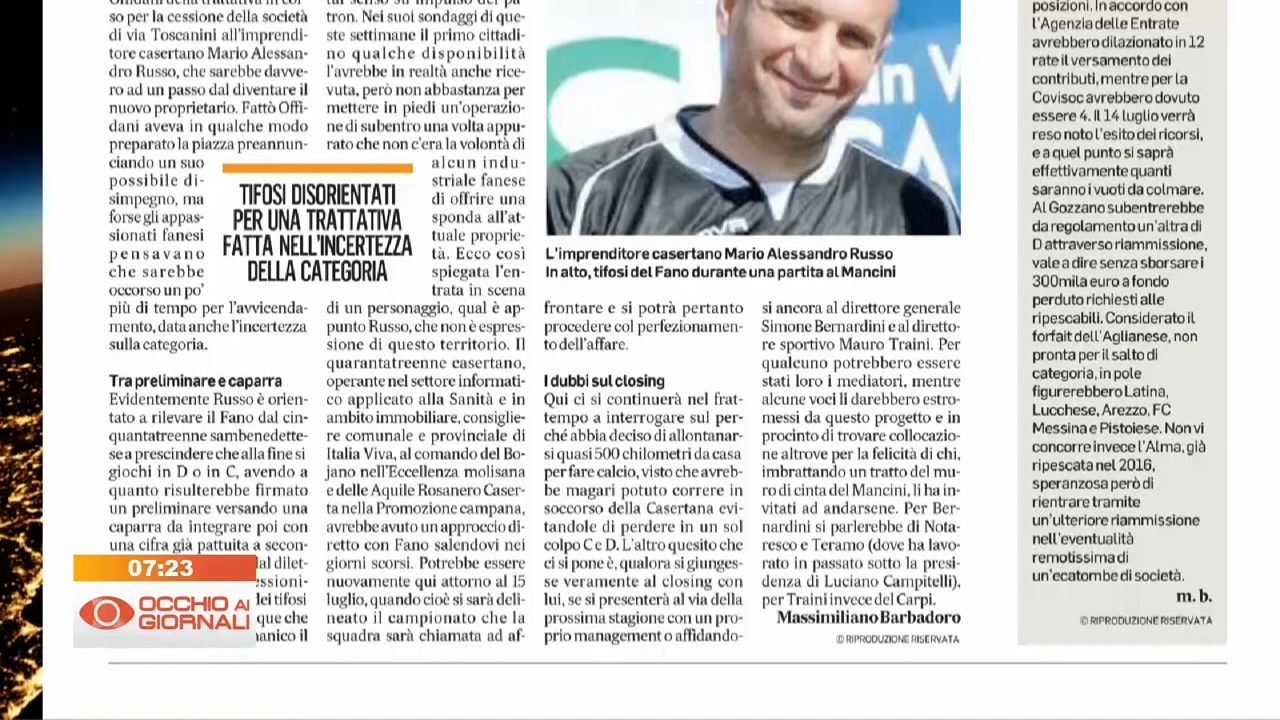 so per la cessione della società
di via Toscanini all'imprendi-
tore casertano Mario Alessan-
dro Russo, che sarebbe davve-
ro ad un passo dal diventare il
nuovo proprietario. Fattò Offi-
dani aveva in qualche modo
preparato la piazza preannun-
ciando un suo
possibile di-
simpegno, ma
forse gli appas-
sionati fanesi
pensavano
che sarebbe
occorso un po'
più di tempo per l'avvicenda-
mento, data anche l'incertezza
sulla categoria.
Tra preliminare e caparra
Evidentemente Russo è orien-
tato a rilevare il Fano dal cin-
quantatreenne sambenedette-
se a prescindere che alla fine si
giochi in D o in C, avendo a
quanto risulterebbe firmato
un preliminare versando una
caparra da integrare poi con
una cifra già pattuita a secon-
dal dilet-
essioni-
dei tifosi
que che
nanico il
TIFOSI DISORIENTATI
PER UNA TRATTATIVA
FATTA NELL'INCERTEZZA
DELLA CATEGORIA
tron. Nei suoi sondaggi di que-
ste settimane il primo cittadi-
no qualche disponibilità
l'avrebbe in realtà anche rice-
vuta, però non abbastanza per
mettere in piedi un'operazio-
ne di subentro una volta appu-
rato che non c'era la volontà di
alcun indu-
striale fanese
di offrire una
sponda all'at-
tuale proprie-
tà. Ecco così
spiegata l'en-
trata in scena
di un personaggio, qual è ap-
punto Russo, che non è espres-
sione di questo territorio. Il
quarantatreenne casertano,
operante nel settore informati-
co applicato alla Sanità e in
ambito immobiliare, consiglie-
re comunale e provinciale di
Italia Viva, al comando del Bo-
jano nell'Eccellenza molisana
e delle Aquile Rosanero Caser-
ta nella Promozione campana,
avrebbe avuto un approccio di-
retto con Fano salendovi nei
giorni scorsi. Potrebbe essere
nuovamente qui attorno al 15
luglio, quando cioè si sarà deli-
neato il campionato che la
squadra sarà chiamata ad af-
L'imprenditore casertano Mario Alessandro Russo
In alto, tifosi del Fano durante una partita al Mancini
frontare e si potrà pertanto
procedere col perfezionamen-
to dell'affare.
I dubbi sul closing
Qui ci si continuerà nel frat-
tempo a interrogare sul per-
ché abbia deciso di allontanar-
si quasi 500 chilometri da casa
per fare calcio, visto che avreb-
be magari potuto correre in
soccorso della Casertana evi-
tandole di perdere in un sol
colpo C e D. L'altro quesito che
ci si pone è, qualora si giunges-
se veramente al closing con
lui, se si presenterà al via della
prossima stagione con un pro-
prio management o affidando-
si ancora al direttore generale
Simone Bernardini e al diretto-
re sportivo Mauro Traini. Per
qualcuno potrebbero essere
stati loro i mediatori, mentre
alcune voci li darebbero estro-
messi da questo progetto e in
procinto di trovare collocazio-
ne altrove per la felicità di chi,
imbrattando un tratto del mu-
ro di cinta del Mancini, li ha in-
vitati ad andarsene. Per Ber-
nardini si parlerebbe di Nota-
resco e Teramo (dove ha lavo-
rato in passato sotto la presi-
denza di Luciano Campitelli),
per Traini invece del Carpi.
Massimiliano Barbadoro
© RIPRODUZIONE RISERVATA
posizioni. In accordo con
l'Agenzia delle Entrate
avrebbero dilazionato in 12
rate il versamento dei
contributi, mentre per la
Covisoc avrebbero dovuto
essere 4. Il 14 luglio verrà
reso noto l'esito dei ricorsi,
e a quel punto si saprà
effettivamente quanti
saranno i vuoti da colmare.
Al Gozzano subentrerebbe
da regolamento un'altra di
D attraverso riammissione,
vale a dire senza sborsare i
300mila euro a fondo
perduto richiesti alle
ripescabili. Considerato il
forfait dell'Aglianese, non
pronta per il salto di
categoria, in pole
figurerebbero Latina,
Lucchese, Arezzo, FC
Messina e Pistoiese. Non vi
concorre invece l'Alma, già
ripescata nel 2016,
speranzosa però di
rientrare tramite
un'ulteriore riammissione
nell'eventualità
remotissima di
un'ecatombe di società.
m. b.
© RIPRODUZIONE RISERVATA
07:23
OCCHIO AI
GIORNALI